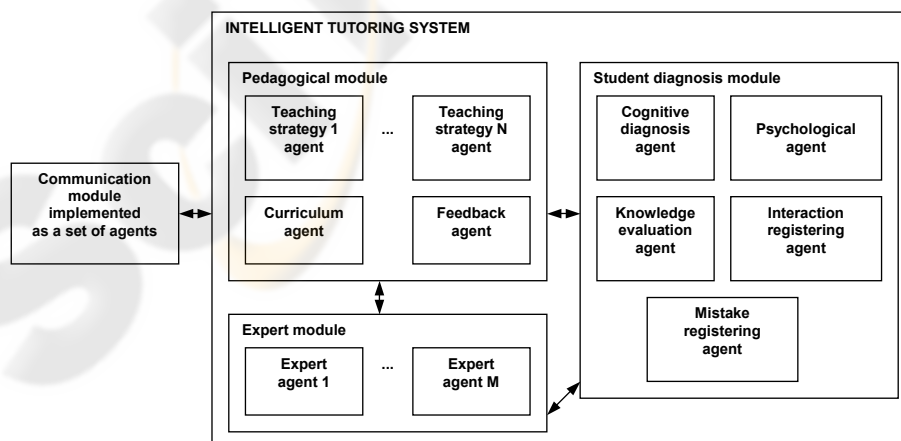 INTELLIGENT TUTORING SYSTEM
Communication
module
implemented
as a set of agents
Pedagogical module
Teaching
strategy 1
agent
...
Teaching
strategy N
agent
Curriculum
agent
Feedback
agent
Expert module
Expert
agent 1
...
Expert
agent M
Student diagnosis module
Cognitive
diagnosis
agent
Psychological
agent
Knowledge
evaluation
agent
Interaction
registering
agent
Mistake
registering
agent